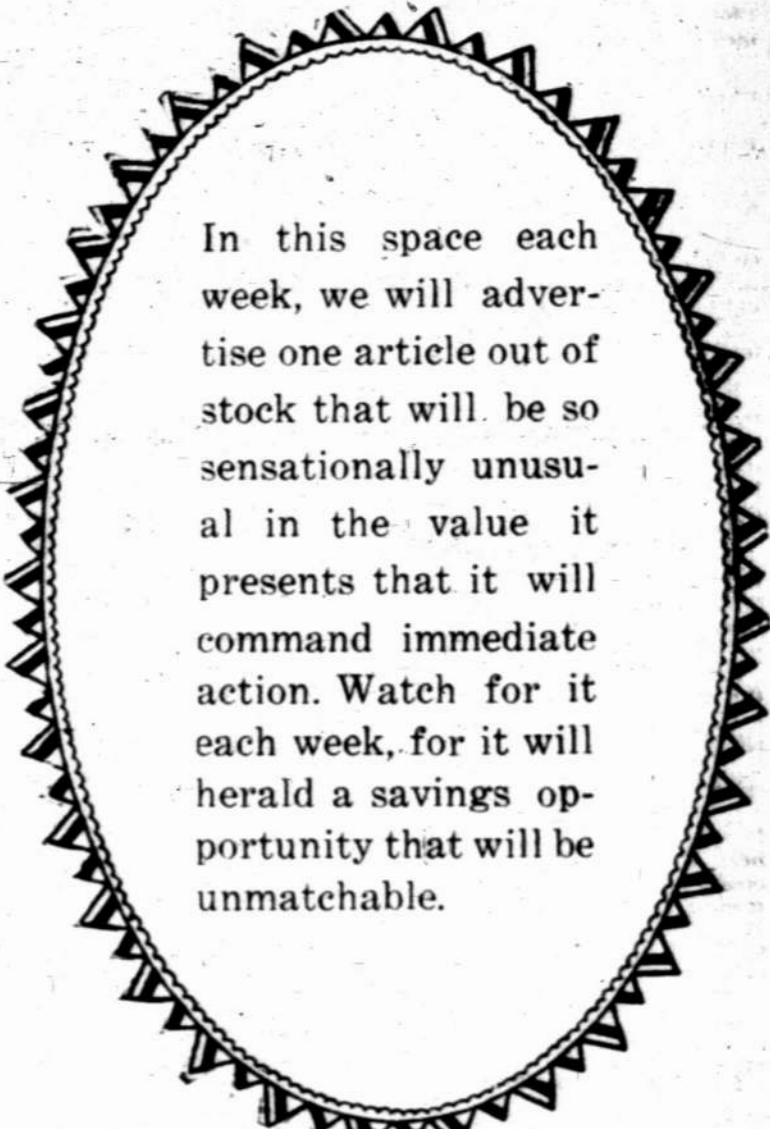 In this space each
week, we will adver-
tise one article out of
stock that will be so
sensationally unusu-
al in the value it
presents that it will
command immediate
action. Watch for it
each week, for it will
herald a savings op-
portunity that will be
unmatchable.